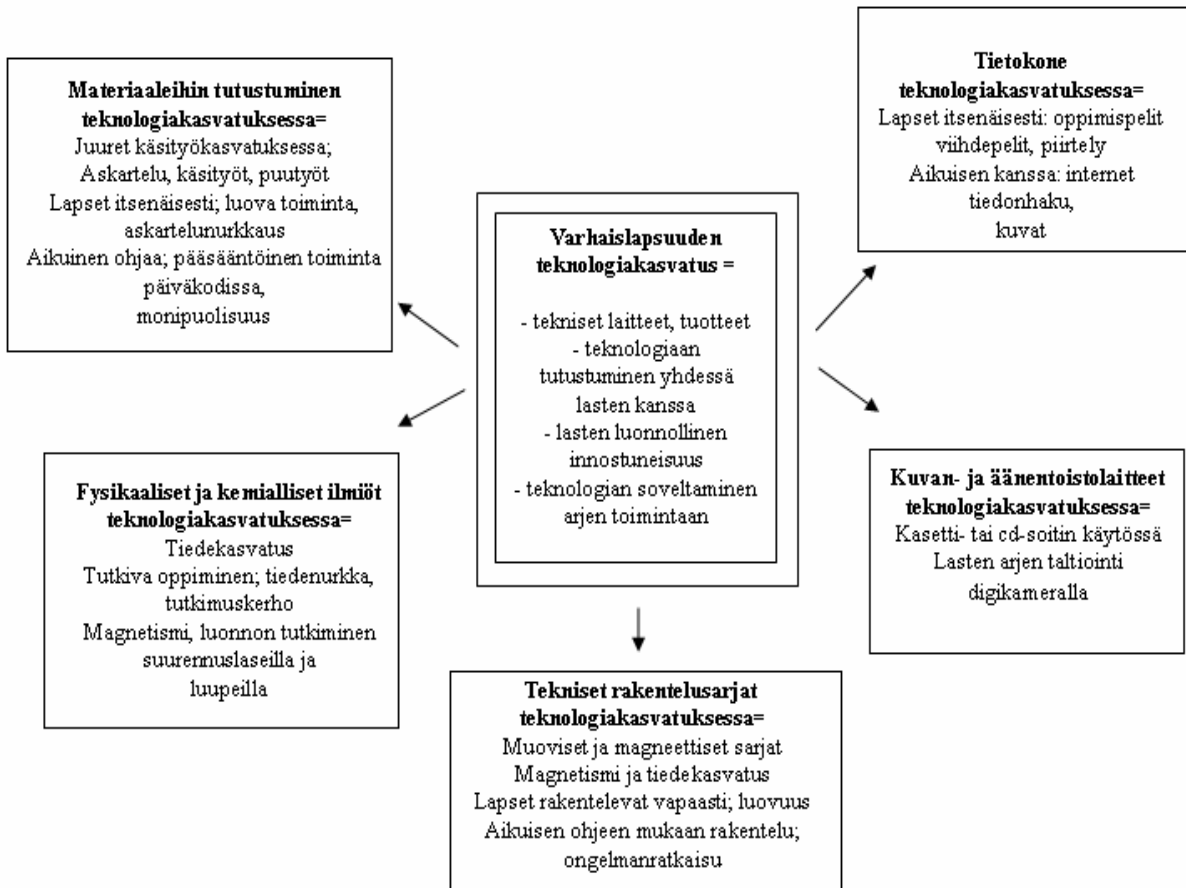 Materiaaleihin tutustuminen
teknologiakasvatuksessa=
Juuret käsityökasvatuksessa;
Askartelu, käsityöt, puutyöt
Lapset itsenäisesti; luova toiminta,
askartelunurkkaus
Aikuinen ohjaa; pääsääntöinen toiminta
päiväkodissa,
monipuolisuus
Tietokone
teknologiakasvatuksessa=
Lapset itsenäisesti: oppimispelit
viihdepelit, piirtely
Aikuisen kanssa: internet
tiedonhaku,
kuvat
Varhaislapsuuden
teknologiakasvatus =
- tekniset laitteet, tuotteet
- teknologiaan
tutustuminen yhdessä
lasten kanssa
- lasten luonnollinen
innostuneisuus
- teknologian soveltaminen
arjen toimintaan
Fysikaaliset ja kemialliset ilmiöt
teknologiakasvatuksessa=
Tiedekasvatus
Tutkiva oppiminen; tiedenurkka,
tutkimuskerho
Magnetismi, luonnon tutkiminen
suurennuslaseilla ja
luupeilla
Kuvan- ja äänentoistolaitteet
teknologiakasvatuksessa=
Kasetti- tai cd-soitin käytössä
Lasten arjen taltiointi
digikameralla
Tekniset rakentelusarjat
teknologiakasvatuksessa=
Muoviset ja magneettiset sarjat
Magnetismi ja tiedekasvatus
Lapset rakentelevat vapaasti; luovuus
Aikuisen ohjeen mukaan rakentelu;
ongelmanratkaisu